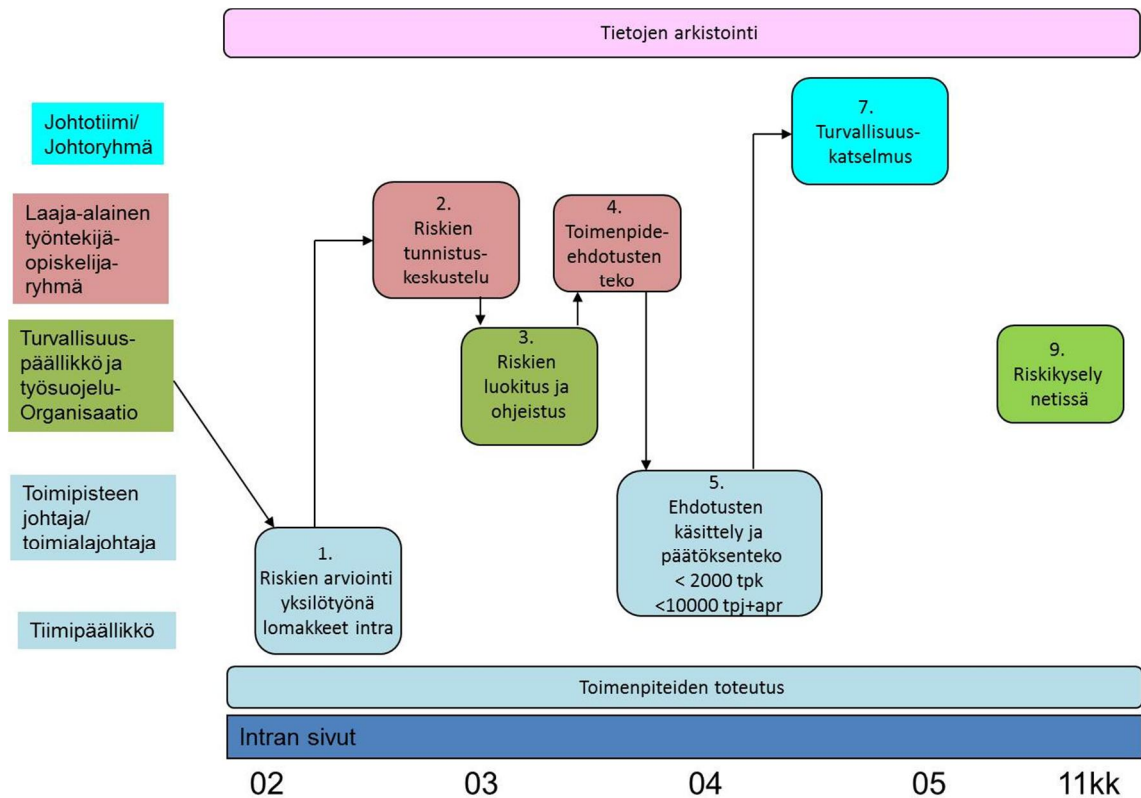 Tietojen arkistointi
Johtotiimi/
Johtoryhmä
7.
Turvallisuus-
katselmus
Laaja-alainen
työntekijä-
opiskelija-
ryhmä
2.
Riskien
tunnistus-
keskustelu
4.
Toimenpide-
ehdotusten
teko
Turvallisuus-
päällikkö ja
työsuojelu-
Organisaatio
3.
Riskien
luokitus ja
ohjeistus
9.
Riskikysely
netissä
Toimipisteen
johtaja/
toimialajohtaja
1.
Riskien arviointi
yksilötyönä
lomakkeet intra
5.
Ehdotusten
käsittely ja
päätöksenteko
< 2000 tpk
<10000 tpj+apr
Tiimipäällikkö
Toimenpiteiden toteutus
Intran sivut
02
03
04
05
11kk